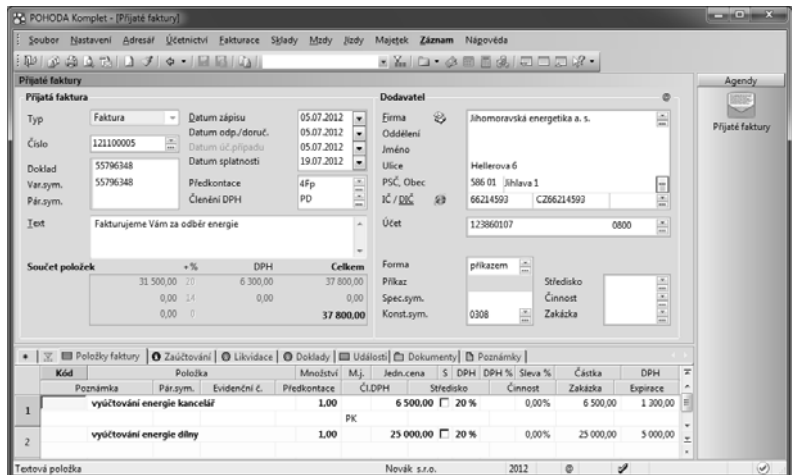 POHODA Komplet - [Přijaté faktury]
Soubor Nastavení Adresář Účetnictví Fakturace Sklady Mzdy Jízdy Majetek Záznam Nápověda
Přijaté faktury
Agendy
Přijaté faktury
Přijatá faktura
Typ Faktura
Číslo 121100005
Doklad 55796348
Var.sym. 55796348
Pár.sym.
Datum zápisu 05.07.2012
Datum odp./doruč. 05.07.2012
Datum úč.případu 05.07.2012
Datum splatnosti 19.07.2012
Předkontace 4Fp
Členění DPH PD
Text Fakturujeme Vám za odběr energie
Součet položek +% DPH Celkem
31 500,00 20 6 300,00 37 800,00
0,00 14 0,00 0,00
0,00 0 37 800,00
Dodavatel
Firma Jihomoravská energetika a. s.
Oddělení
Jméno
Ulice Hellerova 6
PSČ, Obec 586 01 Jihlava 1
IČ / DIČ 66214593 CZ66214593
Účet 123860107 0800
Forma příkazem
Příkaz Středisko
Spec.sym. Činnost
Konst.sym. 0308 Zakázka
Položky faktury Zaúčtování Likvidace Doklady Události Dokumenty Poznámky
Kód Položka Množství M.j. Jedn.cena S DPH DPH % Sleva % Částka DPH
Poznámka Pár.sym. Evidenční č. Předkontace Čl.DPH Středisko Činnost Zakázka Expirace
1 vyúčtování energie kancelář 1,00 6 500,00 20 % 0,00% 6 500,00 1 300,00
PK
2 vyúčtování energie dílny 1,00 25 000,00 20 % 0,00% 25 000,00 5 000,00
Textová položka Novák s.r.o. 2012 @